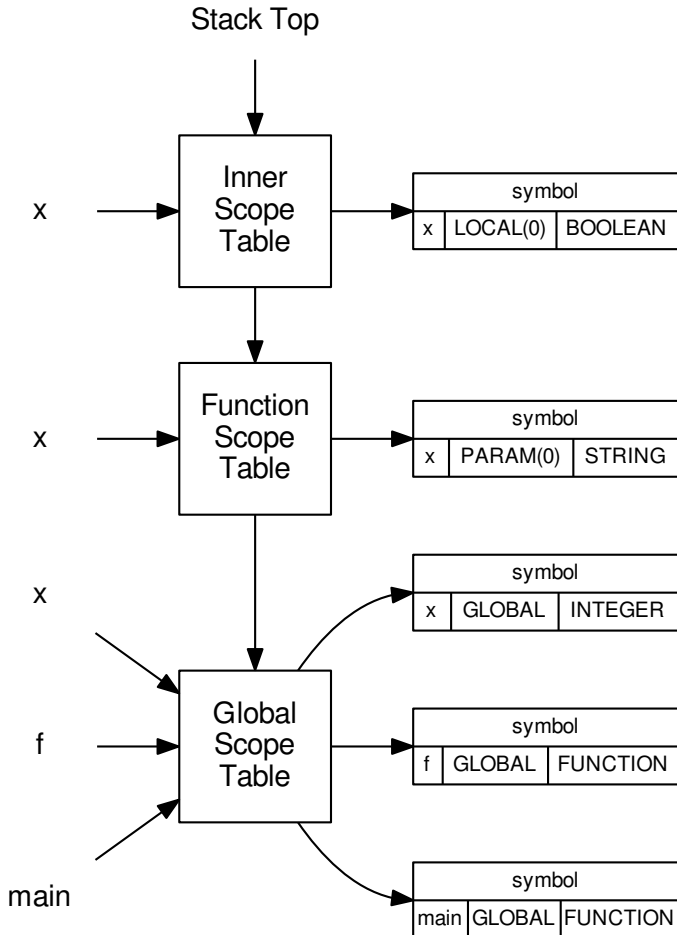 Stack Top
x
Inner
Scope
Table
symbol
x LOCAL(0) BOOLEAN
x
Function
Scope
Table
symbol
x PARAM(0) STRING
x
symbol
x GLOBAL INTEGER
f
Global
Scope
Table
symbol
f GLOBAL FUNCTION
main
symbol
main GLOBAL FUNCTION